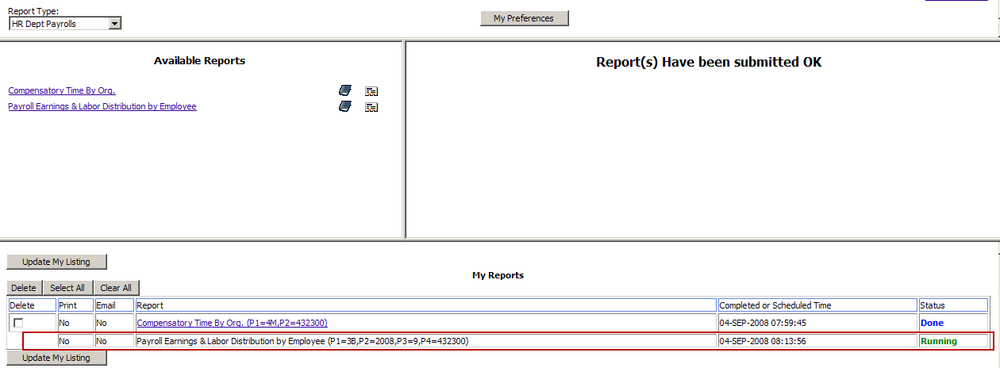 Report Type:
HR Dept Payrolls
My Preferences
Available Reports
Compensatory Time By Org.
Payroll Earnings & Labor Distribution by Employee
Report(s) Have been submitted OK
Update My Listing
My Reports
Delete Select All Clear All
Delete Print Email Report Completed or Scheduled Time Status
No No Compensatory Time By Org. (P1=4M,P2=432300) 04-SEP-2008 07:59:45 Done
No No Payroll Earnings & Labor Distribution by Employee (P1=3B,P2=2008,P3=9,P4=432300) 04-SEP-2008 08:13:56 Running
Update My Listing